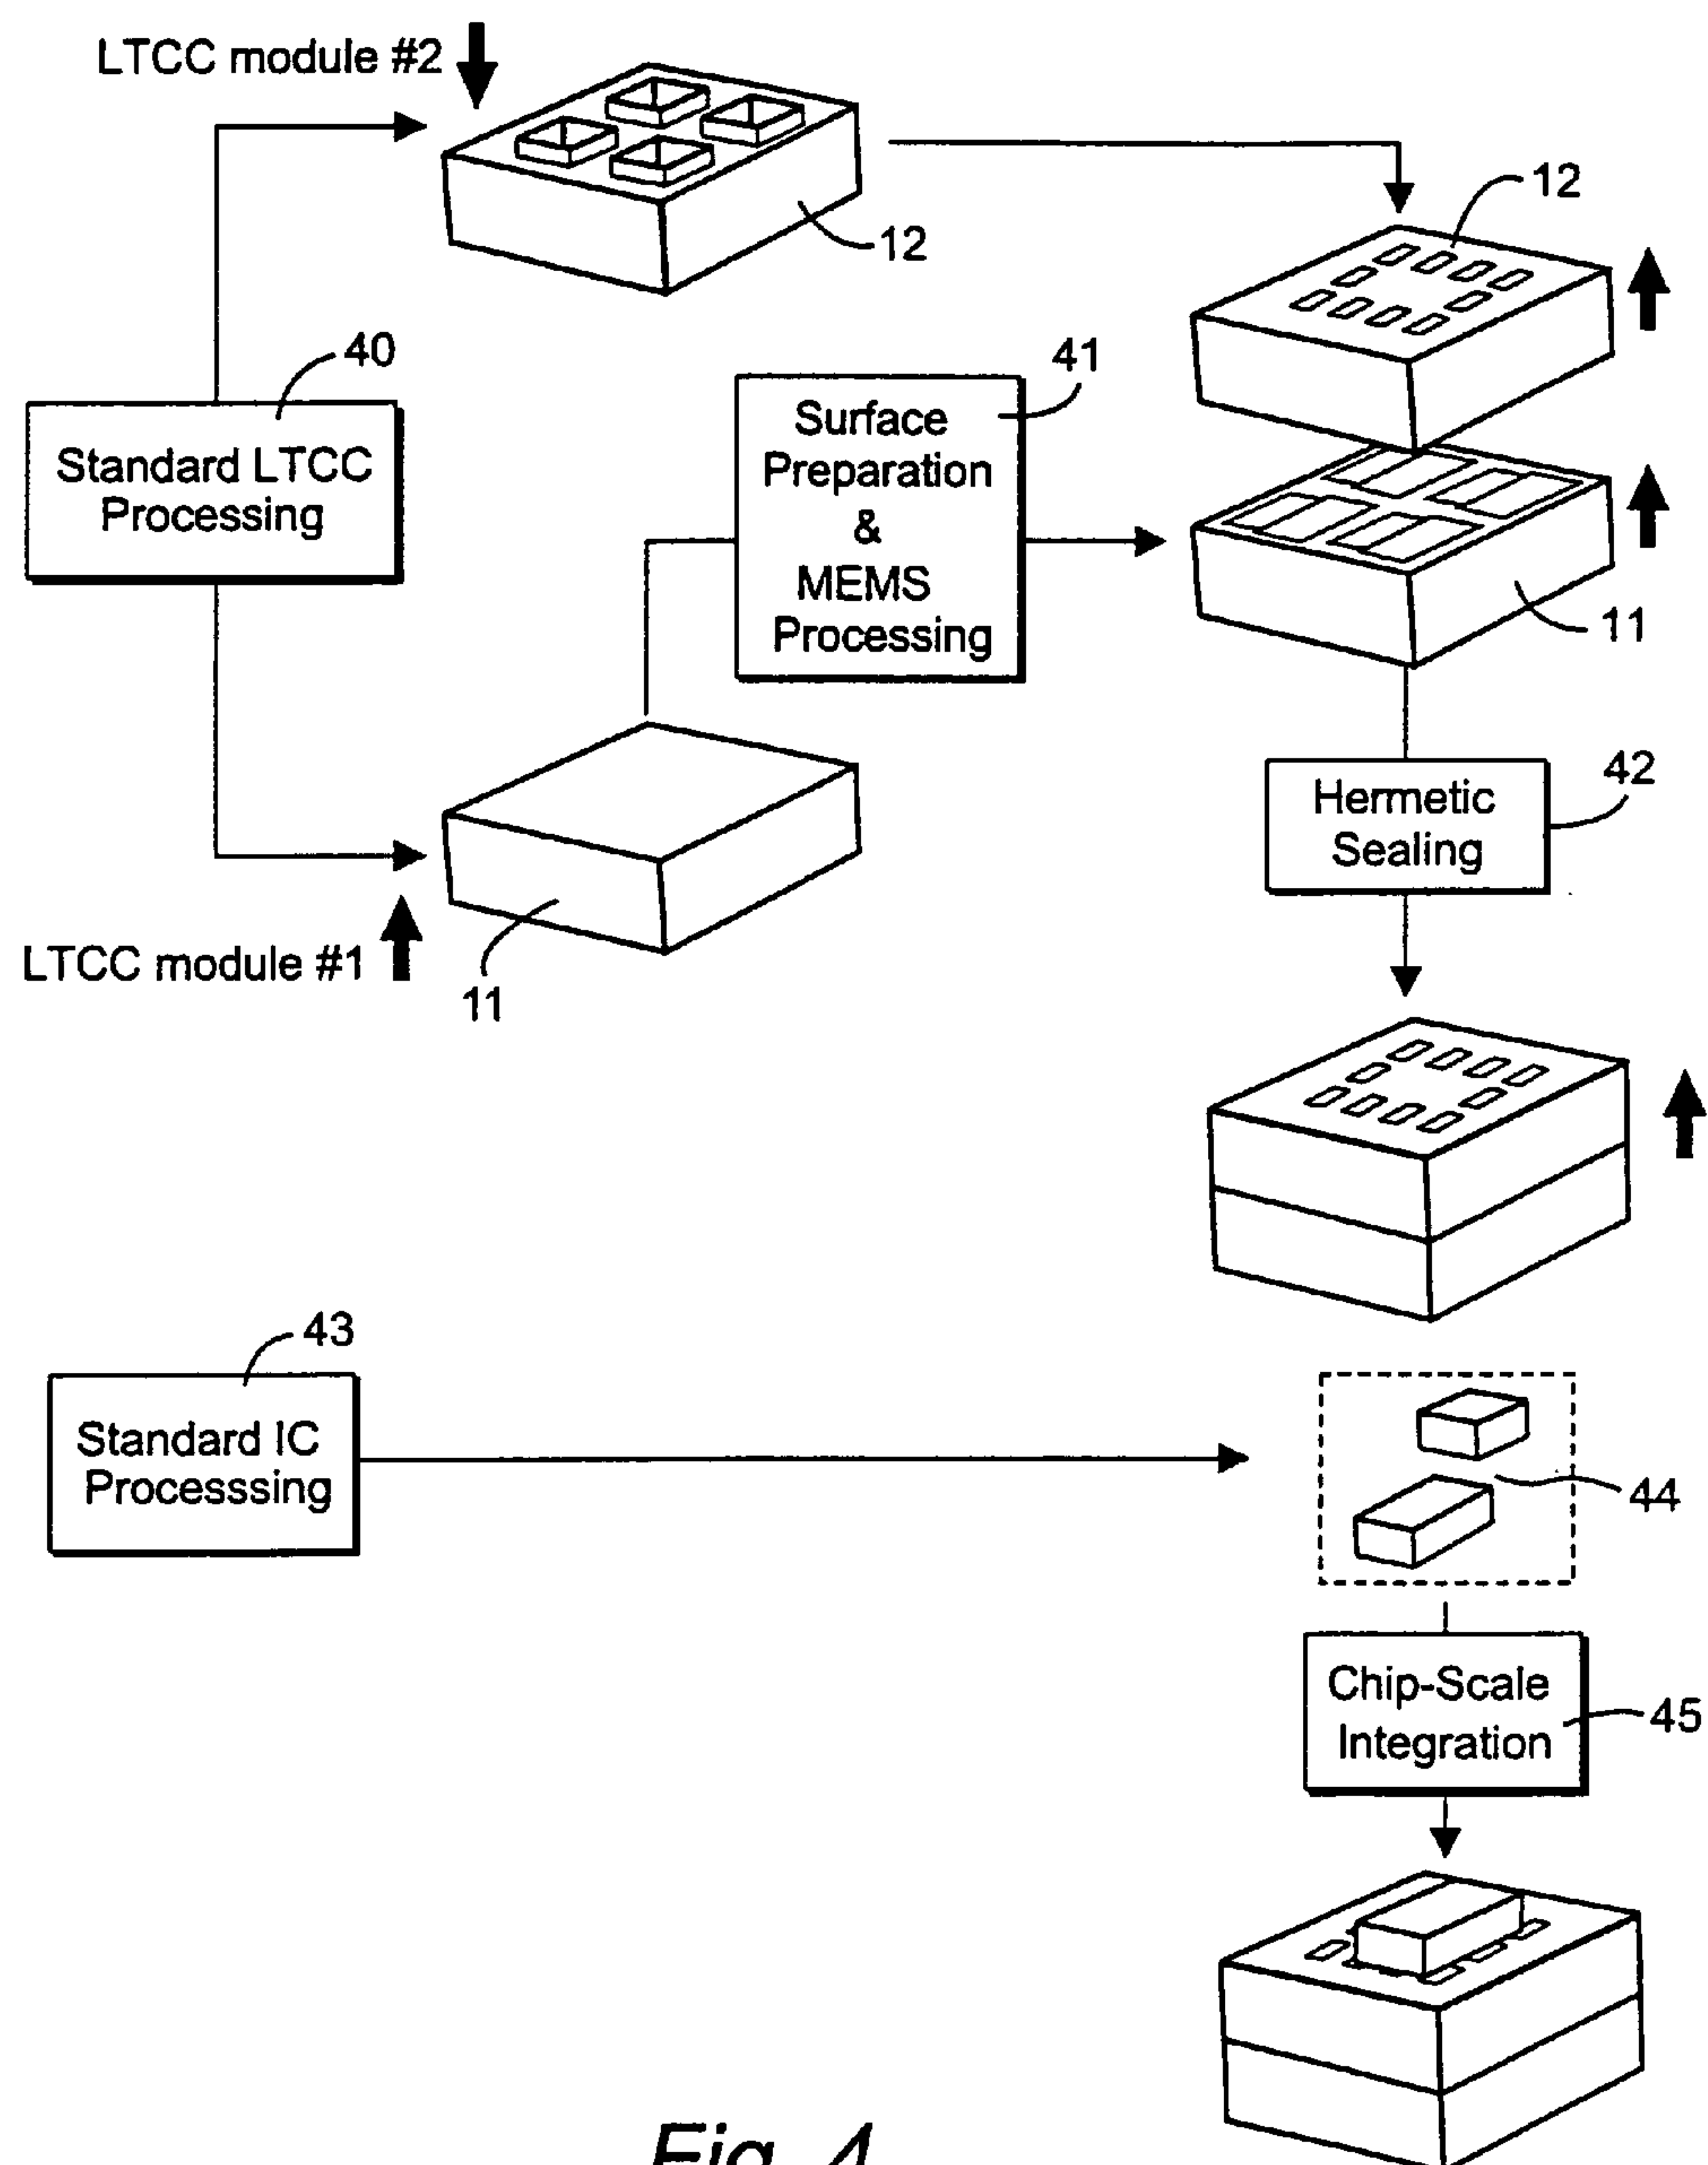 LTCC module #2
12
12
40
Standard LTCC
Processing
41
Surface
Preparation
&
MEMS
Processing
11
42
Hermetic
Sealing
LTCC module #1
11
43
Standard IC
Processsing
44
Chip-Scale
Integration
45
Fig. 4